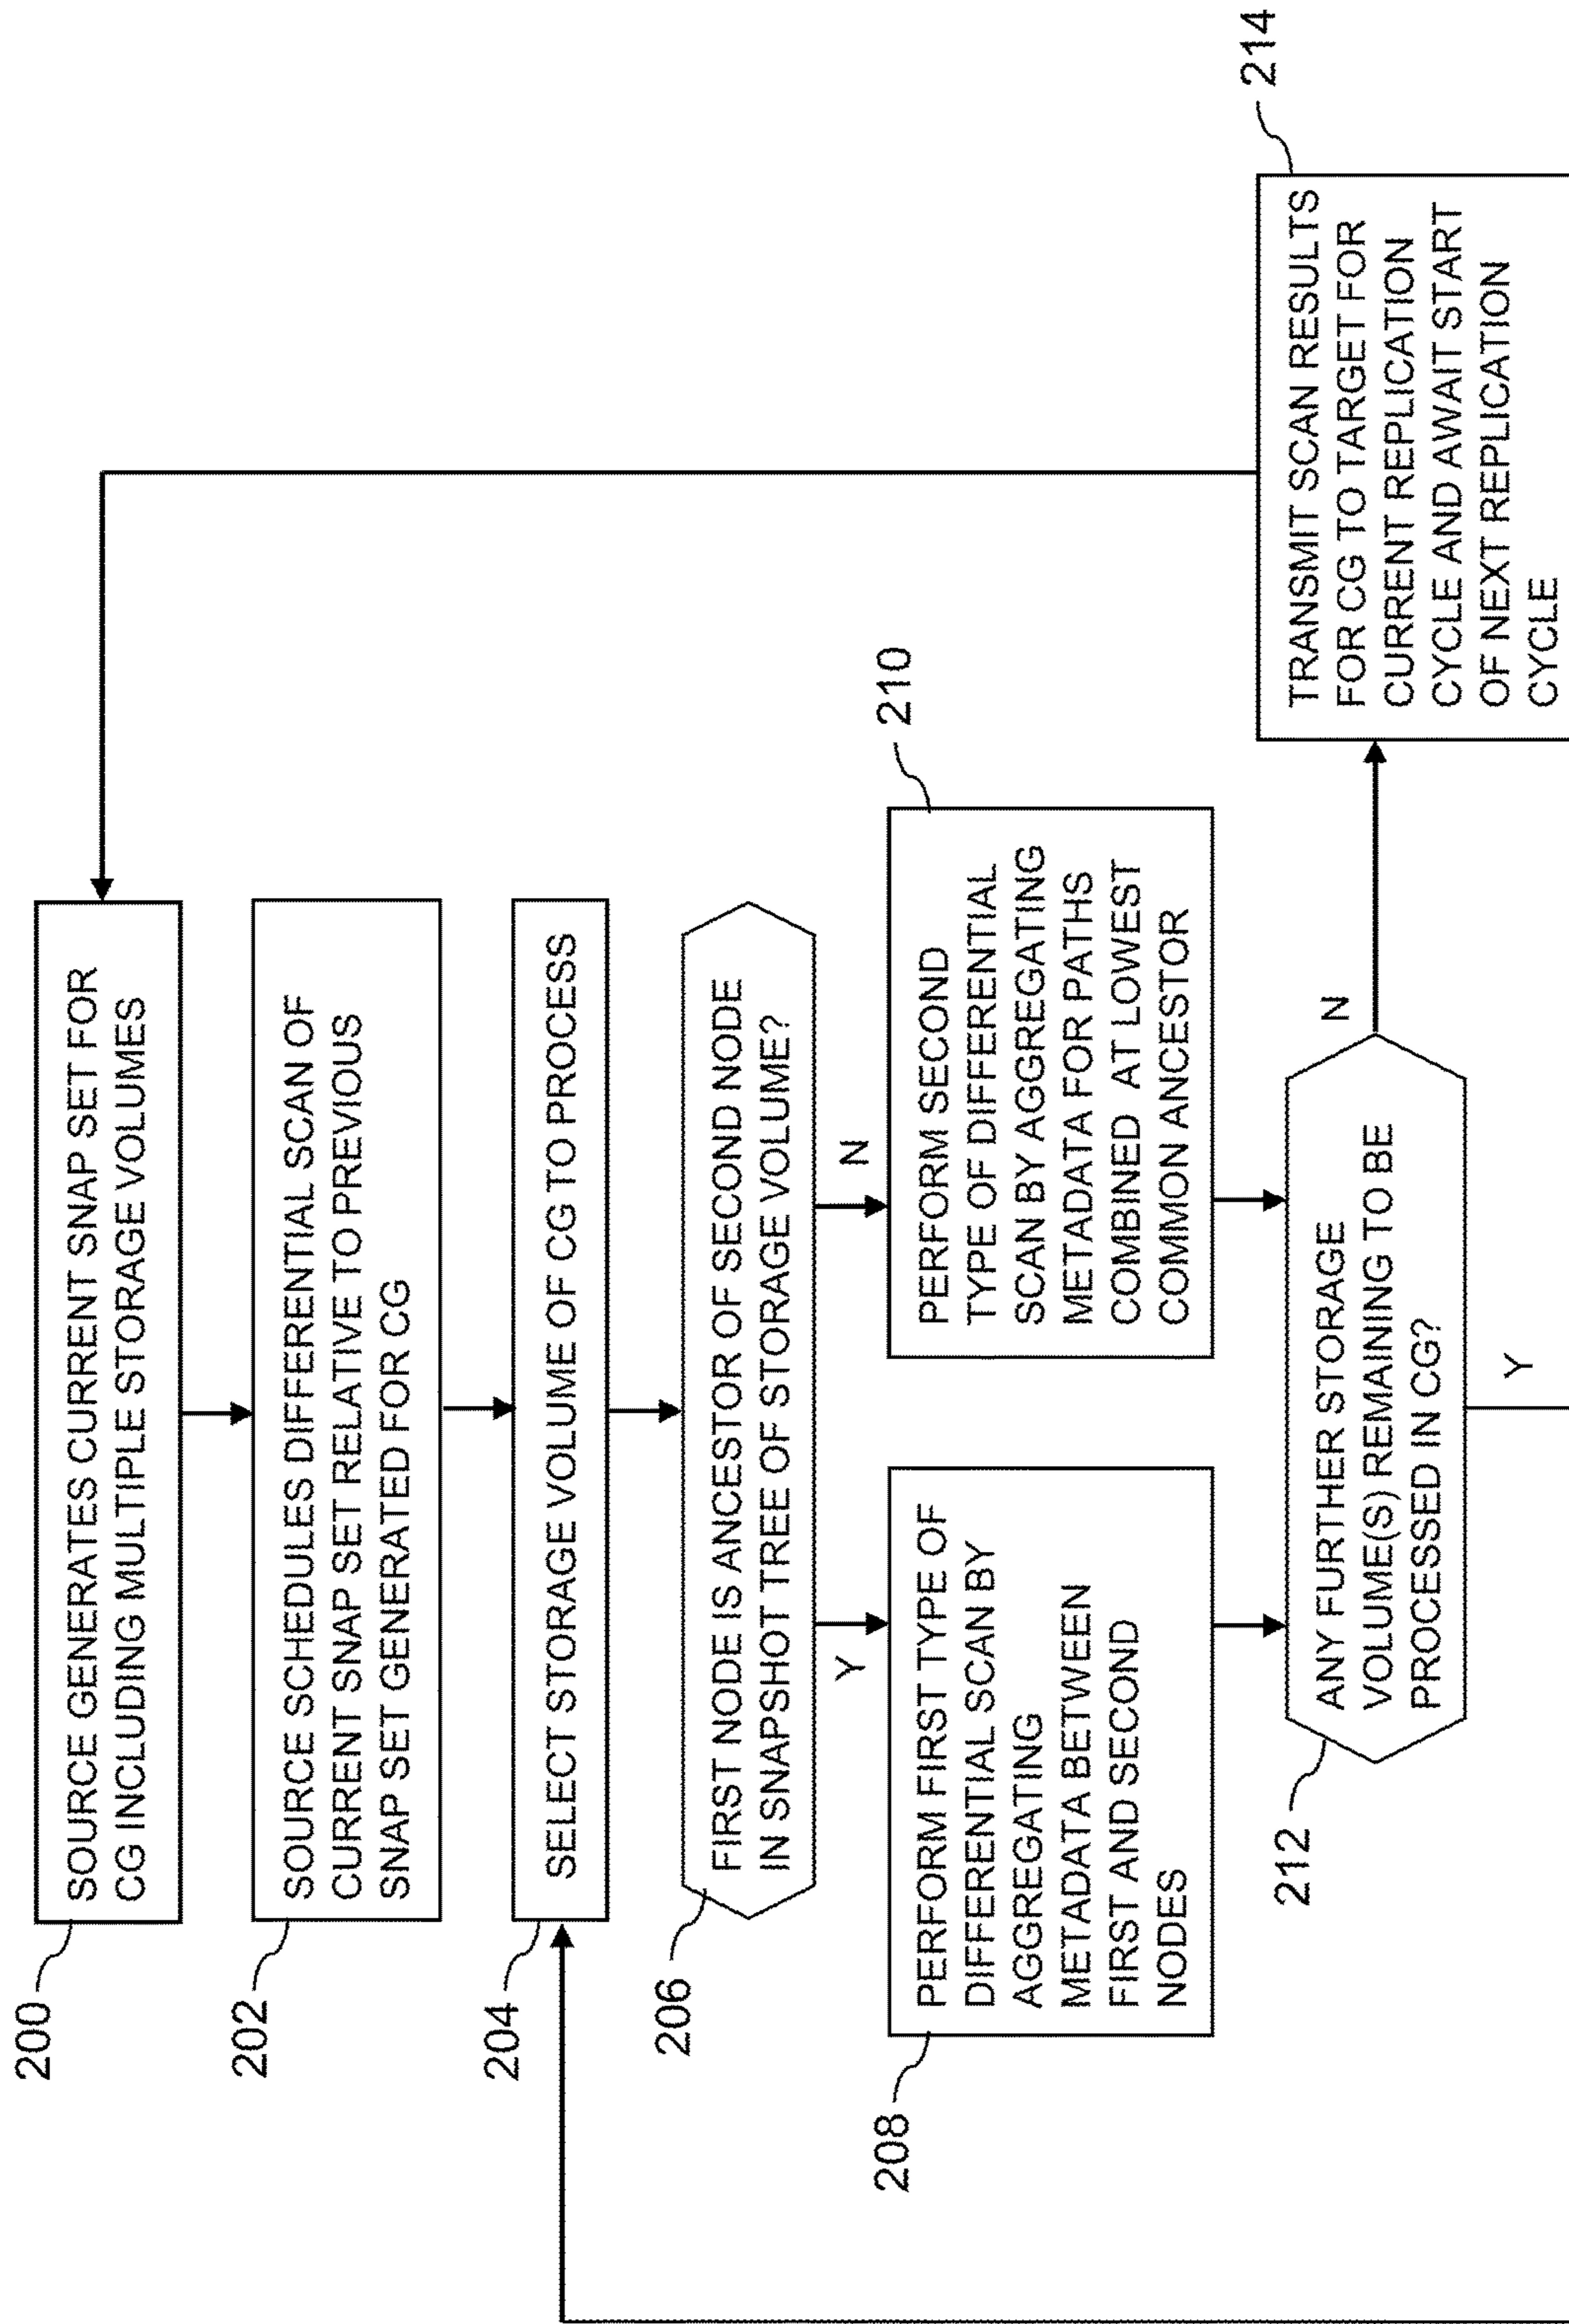 200
SOURCE GENERATES CURRENT SNAP SET FOR
CG INCLUDING MULTIPLE STORAGE VOLUMES
202
SOURCE SCHEDULES DIFFERENTIAL SCAN OF
CURRENT SNAP SET RELATIVE TO PREVIOUS
SNAP SET GENERATED FOR CG
204
SELECT STORAGE VOLUME OF CG TO PROCESS
206
FIRST NODE IS ANCESTOR OF SECOND NODE
IN SNAPSHOT TREE OF STORAGE VOLUME?
Y
N
208
PERFORM FIRST TYPE OF
DIFFERENTIAL SCAN BY
AGGREGATING
METADATA BETWEEN
FIRST AND SECOND
NODES
210
PERFORM SECOND
TYPE OF DIFFERENTIAL
SCAN BY AGGREGATING
METADATA FOR PATHS
COMBINED AT LOWEST
COMMON ANCESTOR
212
ANY FURTHER STORAGE
VOLUME(S) REMAINING TO BE
PROCESSED IN CG?
N
Y
214
TRANSMIT SCAN RESULTS
FOR CG TO TARGET FOR
CURRENT REPLICATION
CYCLE AND AWAIT START
OF NEXT REPLICATION
CYCLE